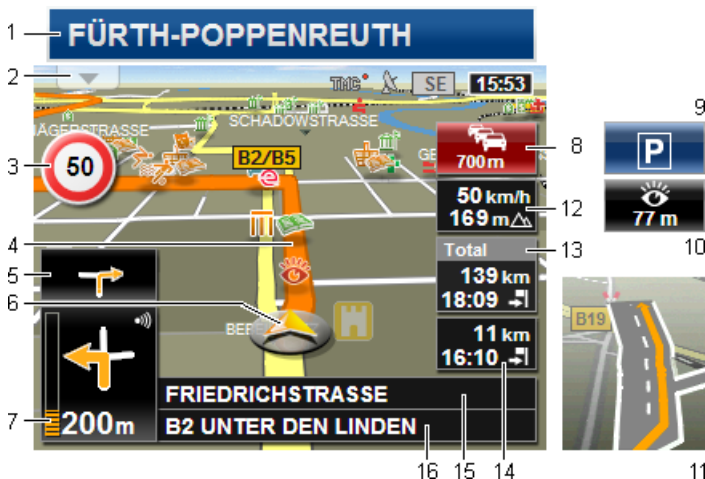 1 FÜRTH-POPPENREUTH
2 TMC SE 15:53 9
JÄGERSTRASSE SCHADOWSTRASSE
3 50 B2/B5 700 m 8 P
50 km/h
169 m 12 77 m
10
4 Total 13
5 139 km
18:09
6 11 km B19
16:10
7 200m FRIEDRICHSTRASSE
B2 UNTER DEN LINDEN
16 15 14 11